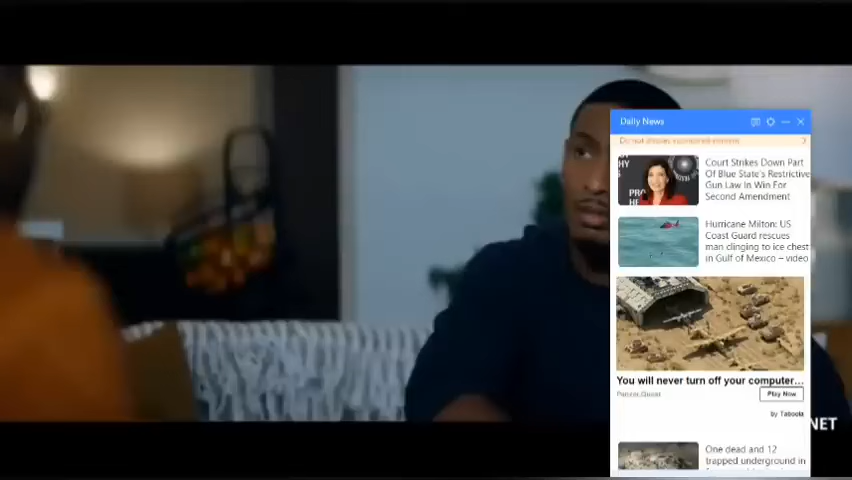 Daily News
Court Strikes Down Part
Of Blue State's Restrictive
Gun Law In Win For
Second Amendment
Hurricane Milton: US
Coast Guard rescues
man clinging to ice chest
in Gulf of Mexico – video
You will never turn off your computer...
Panzer Quest
Play Now
by Taboola
NET
One dead and 12
trapped underground in